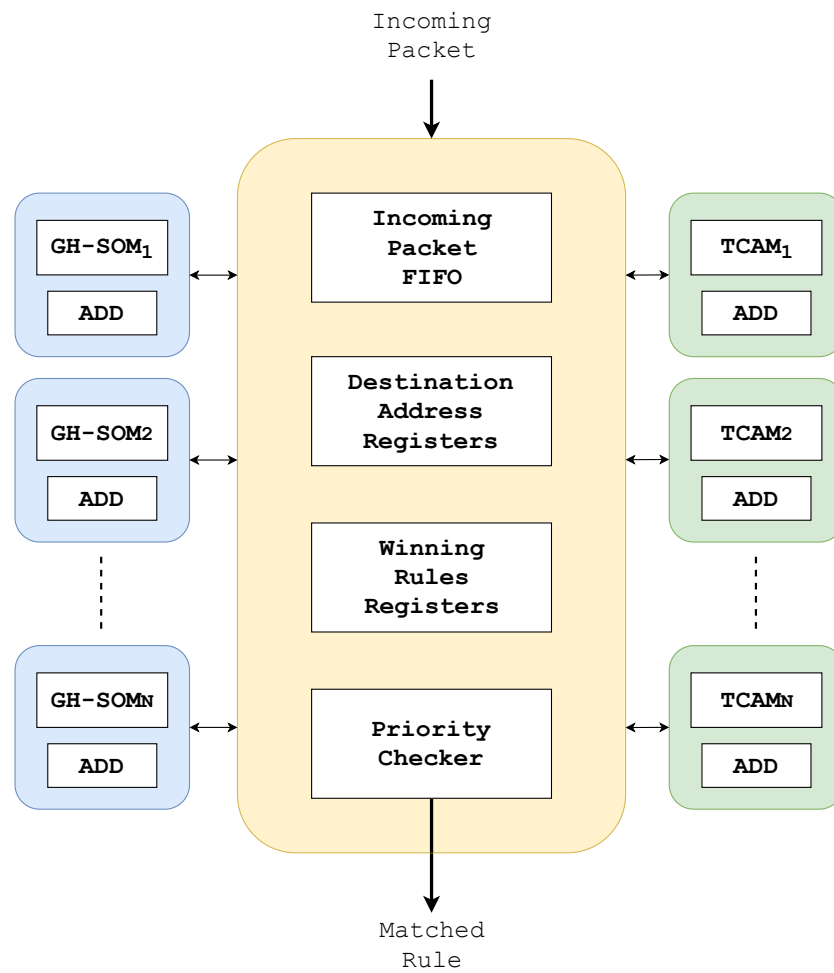 Incoming
Packet
GH-SOM1
ADD
Incoming
Packet
FIFO
TCAM1
ADD
GH-SOM2
ADD
Destination
Address
Registers
TCAM2
ADD
Winning
Rules
Registers
GH-SOMN
ADD
Priority
Checker
TCAMN
ADD
Matched
Rule